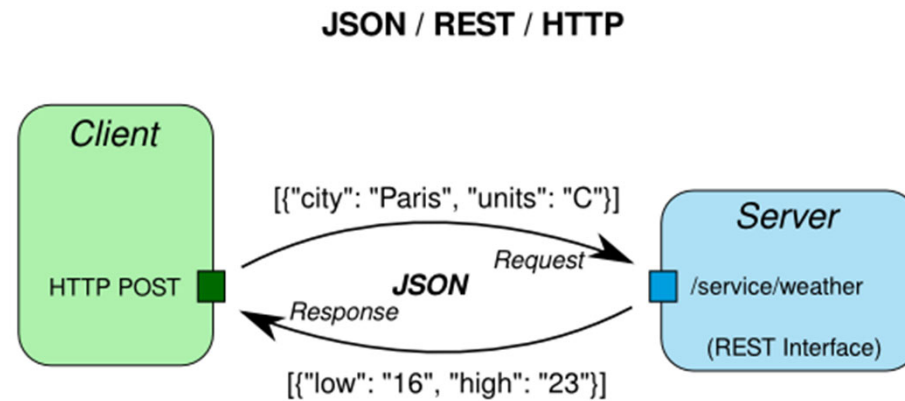 JSON / REST / HTTP
Client
[{"city": "Paris", "units": "C"}]
Server
Request
HTTP POST
JSON
/service/weather
Response
(REST Interface)
[{"low": "16", "high": "23"}]